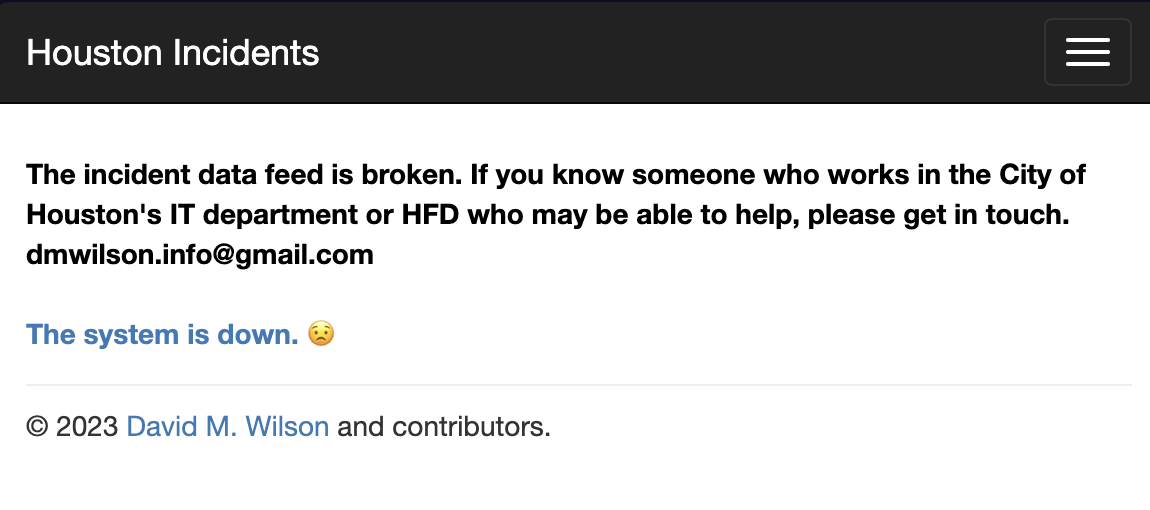 Houston Incidents
The incident data feed is broken. If you know someone who works in the City of
Houston's IT department or HFD who may be able to help, please get in touch.
dmwilson.info@gmail.com
The system is down. 😟
© 2023 David M. Wilson and contributors.